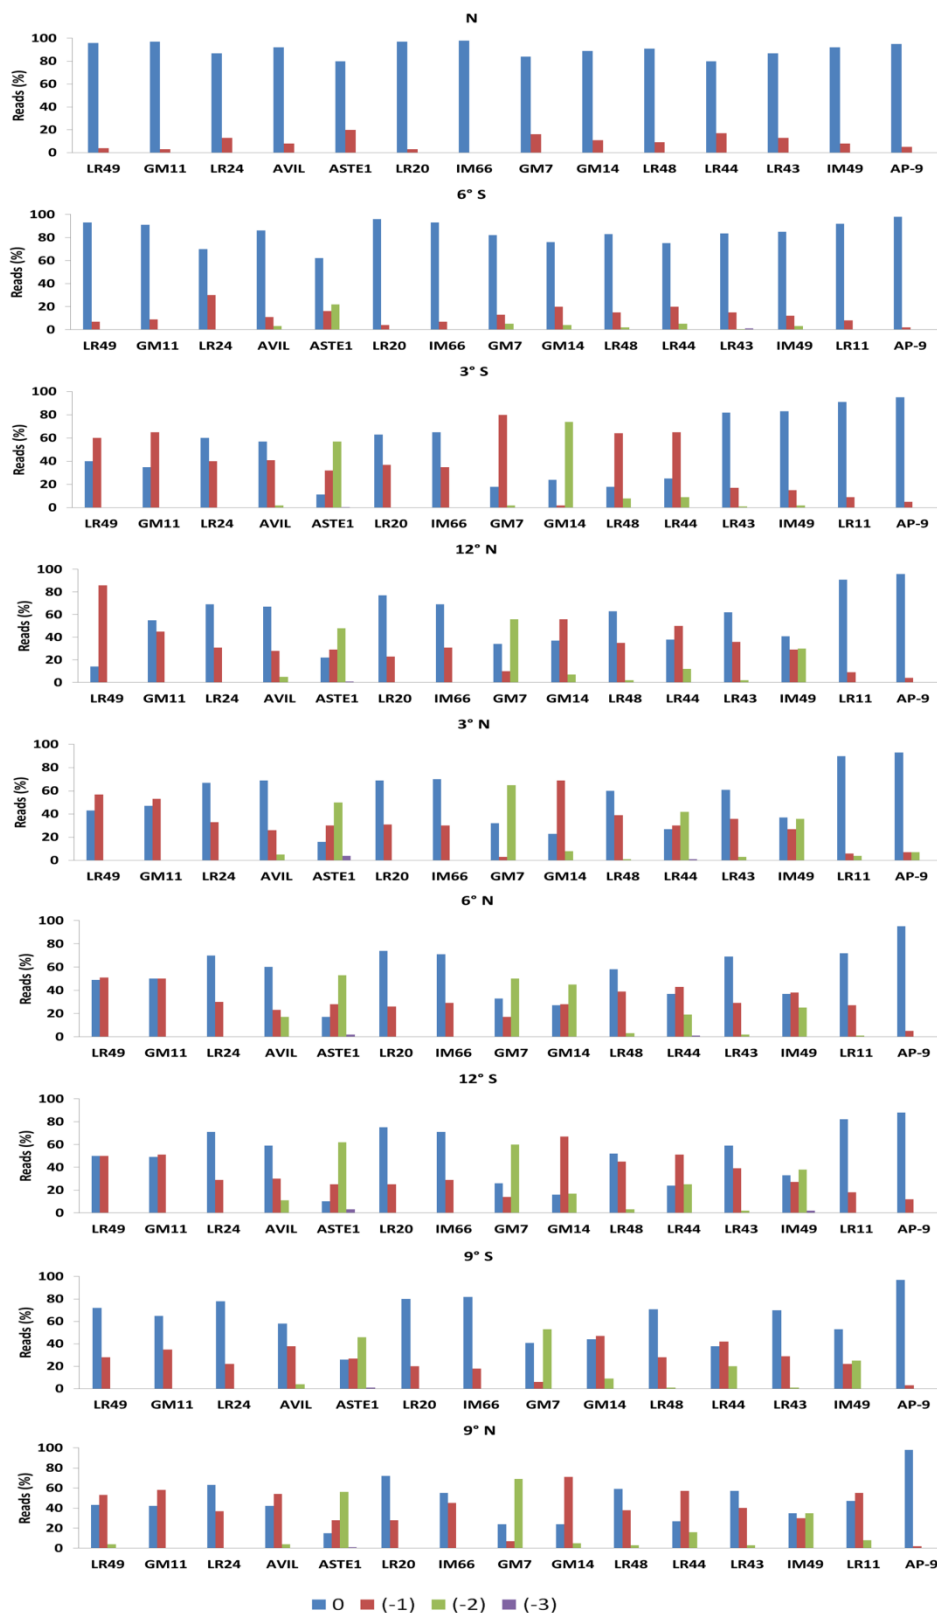 N
Reads (%)
100
80
60
40
20
0
LR49 GM11 LR24 AVIL ASTE1 LR20 IM66 GM7 GM14 LR48 LR44 LR43 IM49 AP-9
6° S
Reads (%)
100
80
60
40
20
0
LR49 GM11 LR24 AVIL ASTE1 LR20 IM66 GM7 GM14 LR48 LR44 LR43 IM49 LR11 AP-9
3° S
Reads (%)
100
80
60
40
20
0
LR49 GM11 LR24 AVIL ASTE1 LR20 IM66 GM7 GM14 LR48 LR44 LR43 IM49 LR11 AP-9
12° N
Reads (%)
100
80
60
40
20
0
LR49 GM11 LR24 AVIL ASTE1 LR20 IM66 GM7 GM14 LR48 LR44 LR43 IM49 LR11 AP-9
3° N
Reads (%)
100
80
60
40
20
0
LR49 GM11 LR24 AVIL ASTE1 LR20 IM66 GM7 GM14 LR48 LR44 LR43 IM49 LR11 AP-9
6° N
Reads (%)
100
80
60
40
20
0
LR49 GM11 LR24 AVIL ASTE1 LR20 IM66 GM7 GM14 LR48 LR44 LR43 IM49 LR11 AP-9
12° S
Reads (%)
100
80
60
40
20
0
LR49 GM11 LR24 AVIL ASTE1 LR20 IM66 GM7 GM14 LR48 LR44 LR43 IM49 LR11 AP-9
9° S
Reads (%)
100
80
60
40
20
0
LR49 GM11 LR24 AVIL ASTE1 LR20 IM66 GM7 GM14 LR48 LR44 LR43 IM49 AP-9
9° N
Reads (%)
100
80
60
40
20
0
LR49 GM11 LR24 AVIL ASTE1 LR20 IM66 GM7 GM14 LR48 LR44 LR43 IM49 LR11 AP-9
0 (-1) (-2) (-3)